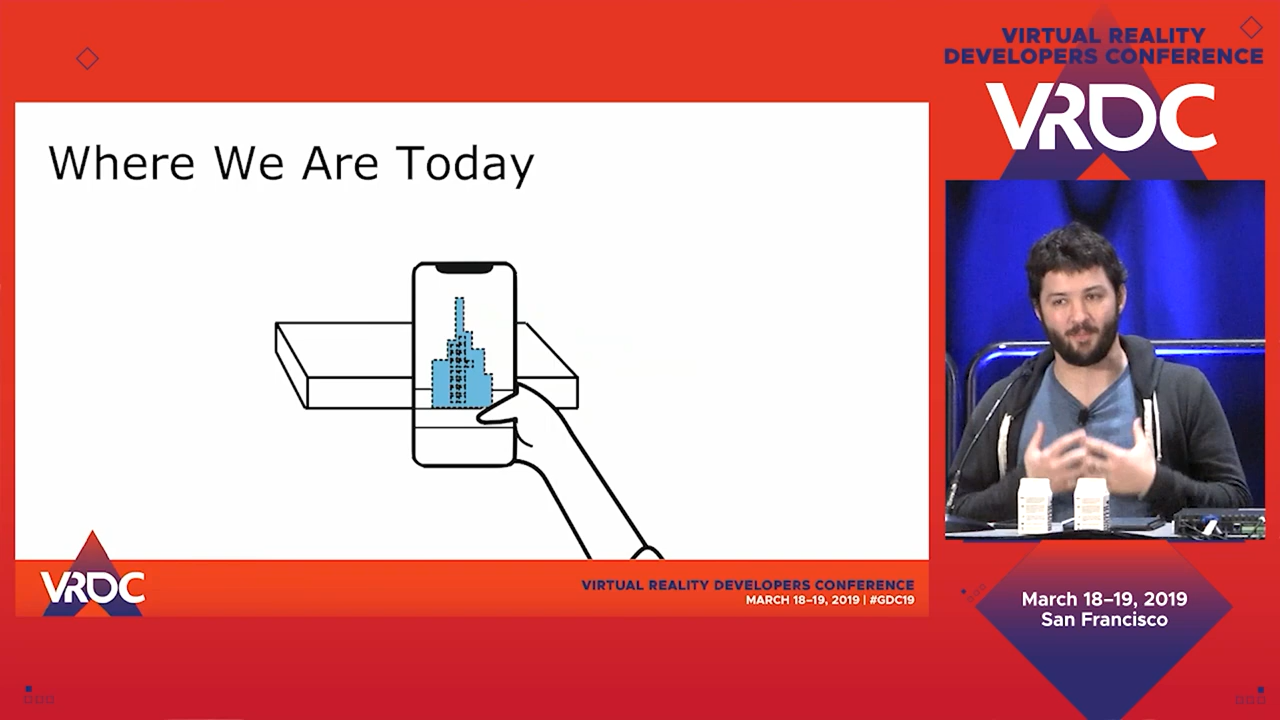 VIRTUAL REALITY
DEVELOPERS CONFERENCE
VRDC
Where We Are Today
VRDC
VIRTUAL REALITY DEVELOPERS CONFERENCE
MARCH 18–19, 2019 | #GDC19
March 18–19, 2019
San Francisco